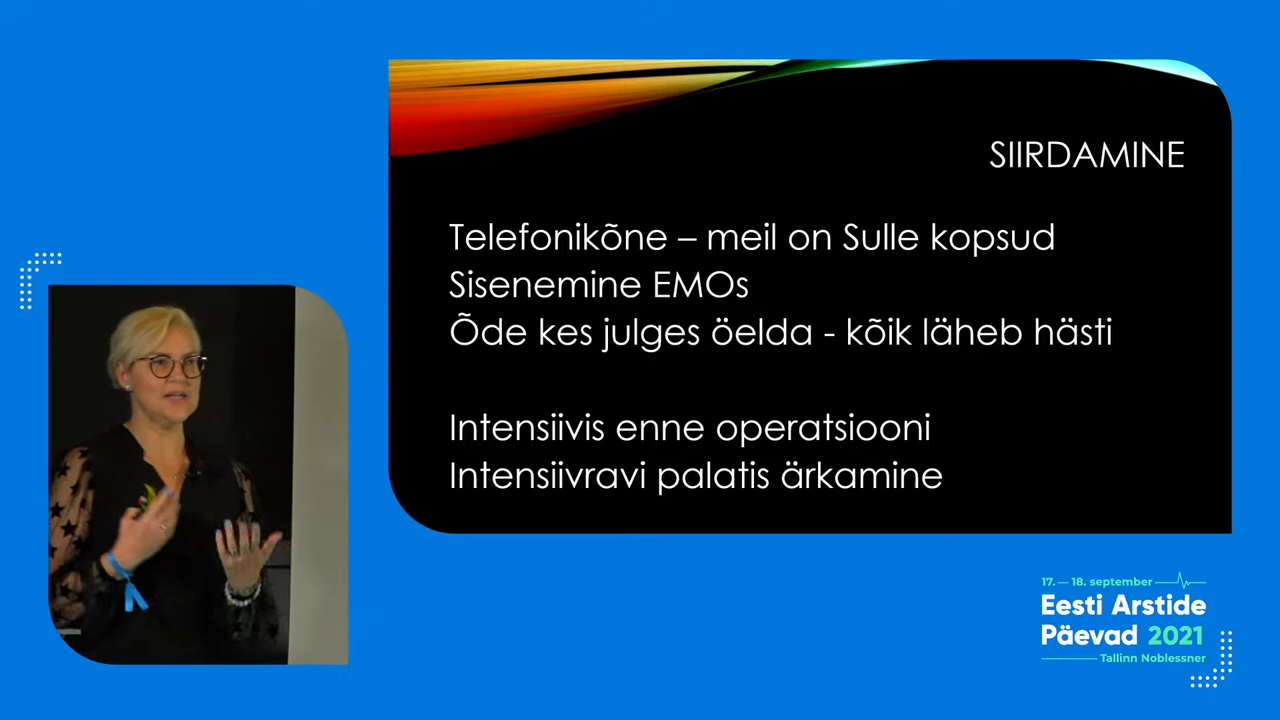 SIIRDAMINE
Telefonikõne – meil on Sulle kopsud
Sisenemine EMOs
Õde kes julges öelda - kõik läheb hästi
Intensiivis enne operatsiooni
Intensiivravi palatis ärkamine
17. — 18. september
Eesti Arstide
Päevad 2021
Tallinn Noblessner